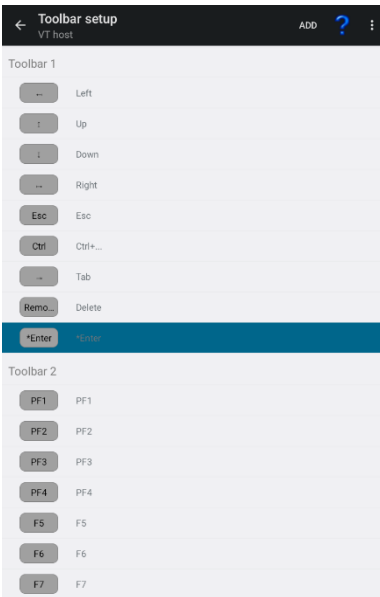 Toolbar setup
VT host
ADD
?
Toolbar 1
← Left
↑ Up
↓ Down
Right
Esc Esc
Ctrl Ctrl+...
→ Tab
Remo... Delete
*Enter *Enter
Toolbar 2
PF1 PF1
PF2 PF2
PF3 PF3
PF4 PF4
F5 F5
F6 F6
F7 F7